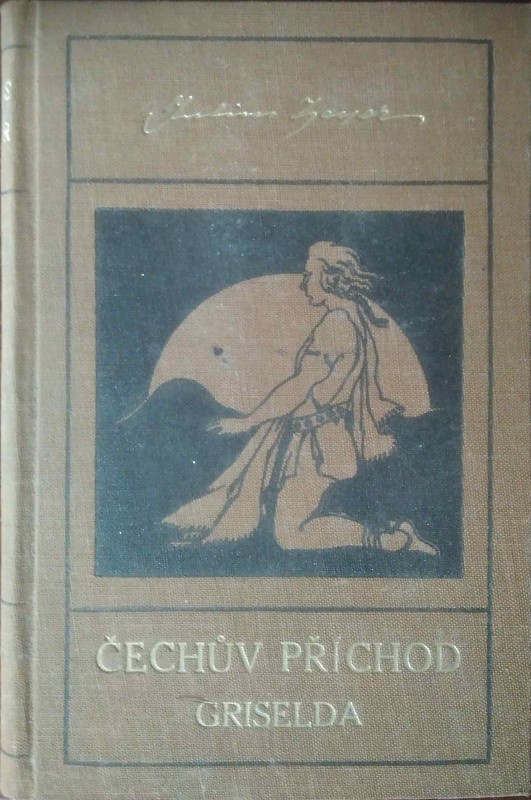 Julius Zeyer
ČECHŮV PŘÍCHOD
GRISELDA
S
R